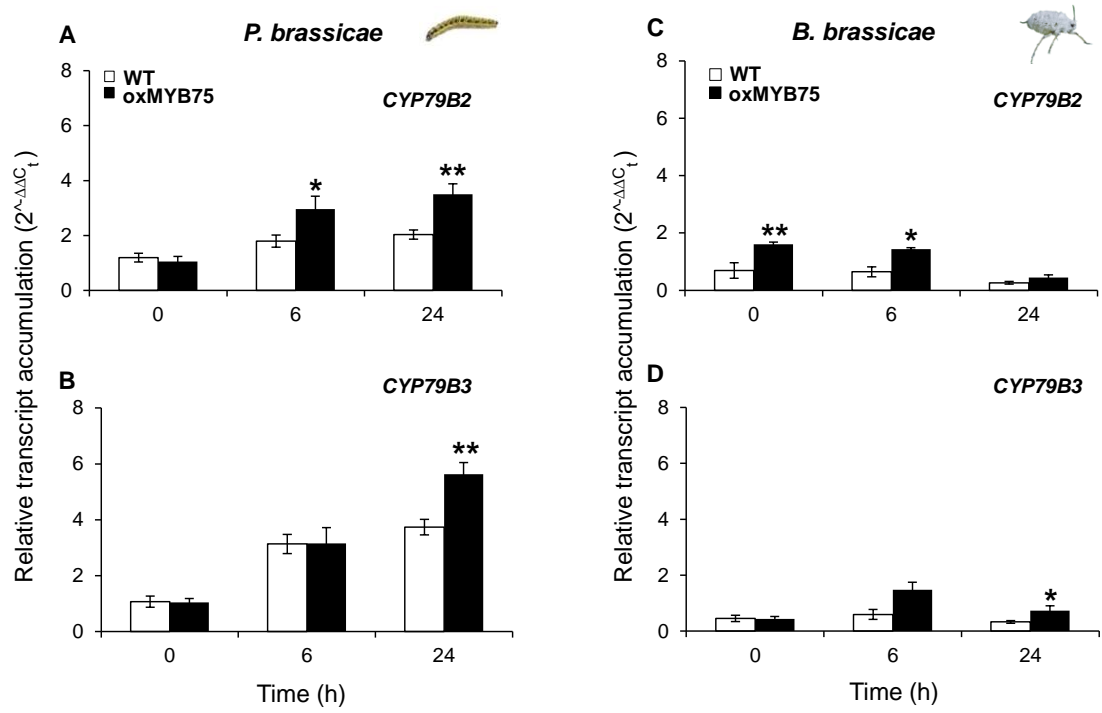 A
P. brassicae
WT
oxMYB75
CYP79B2
8
6
4
2
0
*
**
0
6
24
B
CYP79B3
8
6
4
2
0
**
0
6
24
Time (h)
Relative transcript accumulation (2^-ΔΔCt)
C
B. brassicae
WT
oxMYB75
CYP79B2
8
6
4
2
0
**
*
0
6
24
D
CYP79B3
8
6
4
2
0
*
0
6
24
Time (h)
Relative transcript accumulation (2^-ΔΔCt )